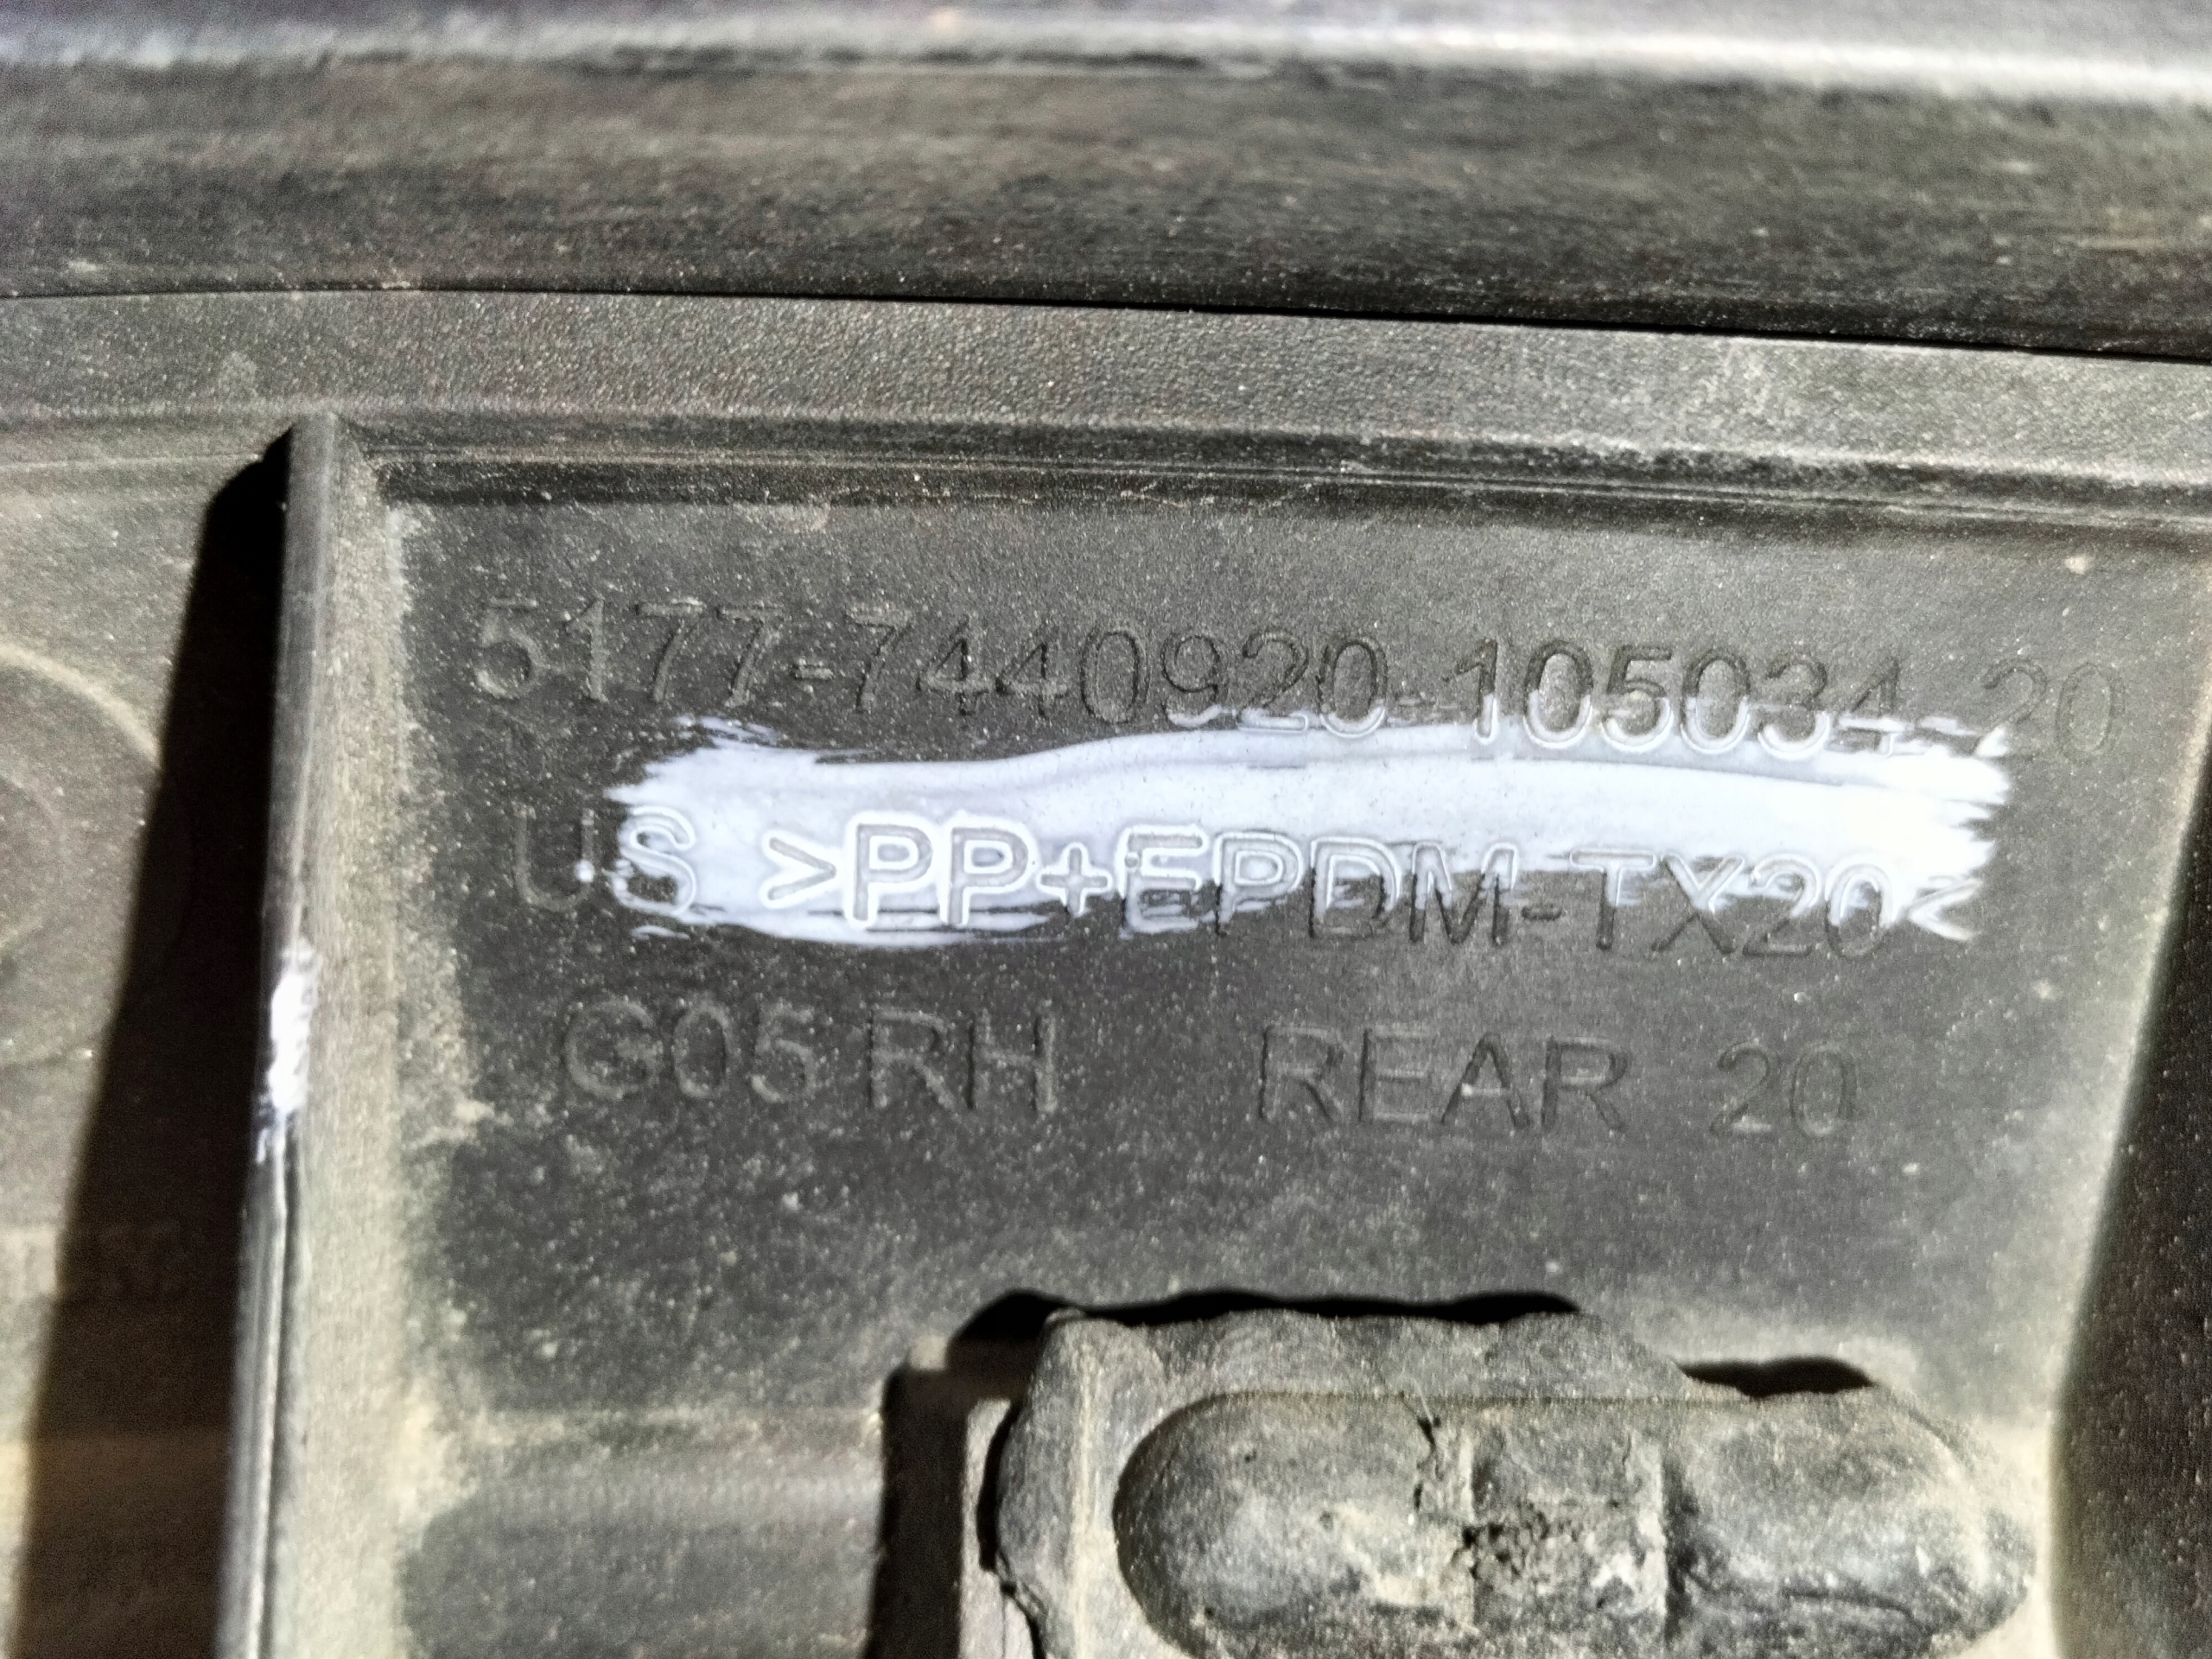 5177-7440920-105034-20
US >PP+EPDM-TX20<
G05 RH REAR 20